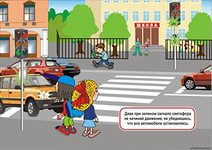 ШКОЛА
Даже при зеленом сигнале светофора
не начинай движение, не убедившись,
что все автомобили остановились.